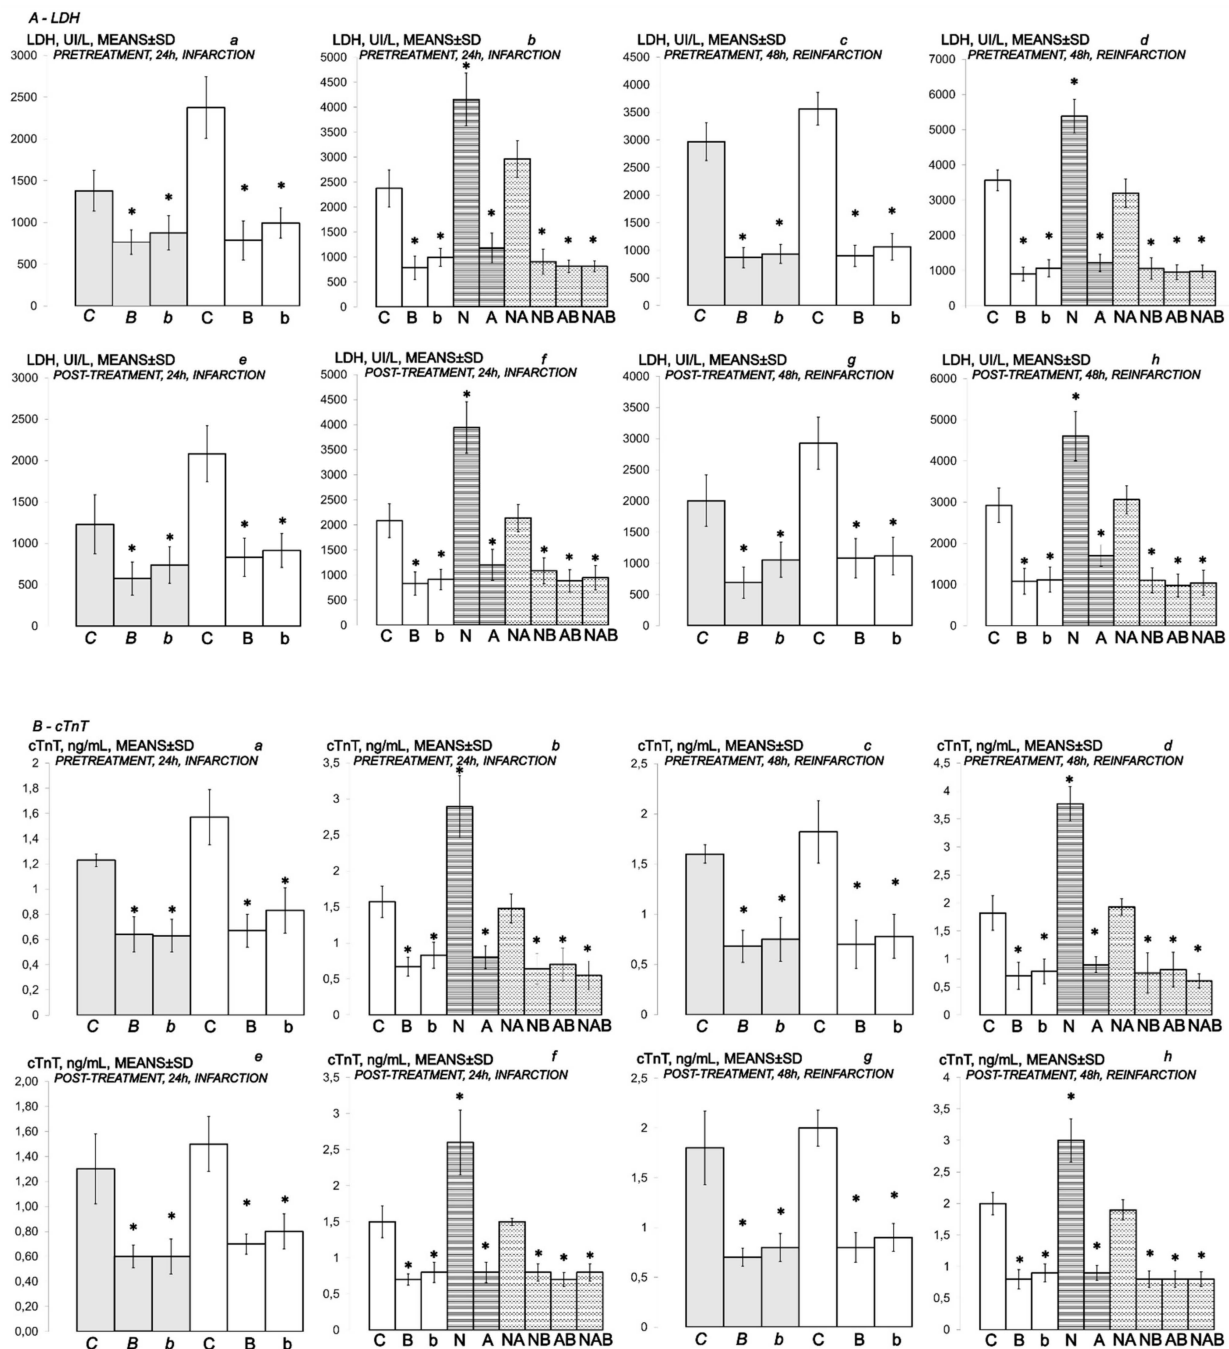 A - LDH
LDH, UI/L, MEANS±SD a
PRETREATMENT, 24h, INFARCTION
3000
2500
2000
1500
1000
500
0
* * * *
C B b C B b
LDH, UI/L, MEANS±SD b
PRETREATMENT, 24h, INFARCTION
5000
4500
4000
3500
3000
2500
2000
1500
1000
500
0
* * * * * * *
C B b N A NA NB AB NAB
LDH, UI/L, MEANS±SD c
PRETREATMENT, 48h, REINFARCTION
4500
4000
3500
3000
2500
2000
1500
1000
500
0
* * * *
C B b C B b
LDH, UI/L, MEANS±SD d
PRETREATMENT, 48h, REINFARCTION
7000
6000
5000
4000
3000
2000
1000
0
* * * * * * *
C B b N A NA NB AB NAB
LDH, UI/L, MEANS±SD e
POST-TREATMENT, 24h, INFARCTION
3000
2500
2000
1500
1000
500
0
* * * *
C B b C B b
LDH, UI/L, MEANS±SD f
POST-TREATMENT, 24h, INFARCTION
5000
4500
4000
3500
3000
2500
2000
1500
1000
500
0
* * * * * * *
C B b N A NA NB AB NAB
LDH, UI/L, MEANS±SD g
POST-TREATMENT, 48h, REINFARCTION
4000
3500
3000
2500
2000
1500
1000
500
0
* * * *
C B b C B b
LDH, UI/L, MEANS±SD h
POST-TREATMENT, 48h, REINFARCTION
6000
5000
4000
3000
2000
1000
0
* * * * * * *
C B b N A NA NB AB NAB
B - cTnT
cTnT, ng/mL, MEANS±SD a
PRETREATMENT, 24h, INFARCTION
2
1,8
1,6
1,4
1,2
1
0,8
0,6
0,4
0,2
0
* * * *
C B b C B b
cTnT, ng/mL, MEANS±SD b
PRETREATMENT, 24h, INFARCTION
3,5
3
2,5
2
1,5
1
0,5
0
* * * * * * *
C B b N A NA NB AB NAB
cTnT, ng/mL, MEANS±SD c
PRETREATMENT, 48h, REINFARCTION
2,5
2
1,5
1
0,5
0
* * * *
C B b C B b
cTnT, ng/mL, MEANS±SD d
PRETREATMENT, 48h, REINFARCTION
4,5
4
3,5
3
2,5
2
1,5
1
0,5
0
* * * * * * *
C B b N A NA NB AB NAB
cTnT, ng/mL, MEANS±SD e
POST-TREATMENT, 24h, INFARCTION
2,00
1,80
1,60
1,40
1,20
1,00
0,80
0,60
0,40
0,20
0,00
* * * *
C B b C B b
cTnT, ng/mL, MEANS±SD f
POST-TREATMENT, 24h, INFARCTION
3,5
3
2,5
2
1,5
1
0,5
0
* * * * * * *
C B b N A NA NB AB NAB
cTnT, ng/mL, MEANS±SD g
POST-TREATMENT, 48h, REINFARCTION
2,5
2
1,5
1
0,5
0
* * * *
C B b C B b
cTnT, ng/mL, MEANS±SD h
POST-TREATMENT, 48h, REINFARCTION
4
3,5
3
2,5
2
1,5
1
0,5
0
* * * * * * *
C B b N A NA NB AB NAB